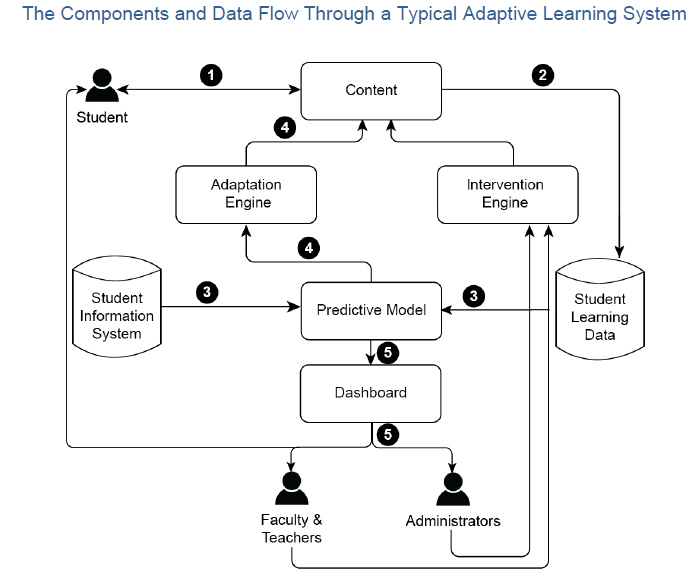 The Components and Data Flow Through a Typical Adaptive Learning System
1
2
Content
Student
4
Adaptation
Engine
Intervention
Engine
4
3
3
Student
Information
System
Predictive Model
Student
Learning
Data
5
Dashboard
5
Faculty &
Teachers
Administrators